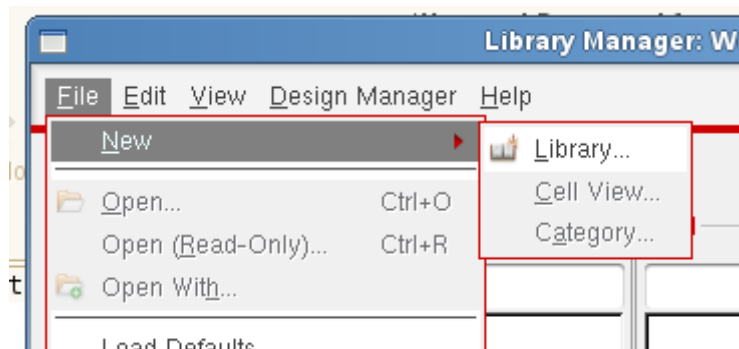 Library Manager: W
File Edit View Design Manager Help
New
Library...
Open... Ctrl+O
Cell View...
Open (Read-Only)... Ctrl+R
Category...
Open With...
Load Defaults